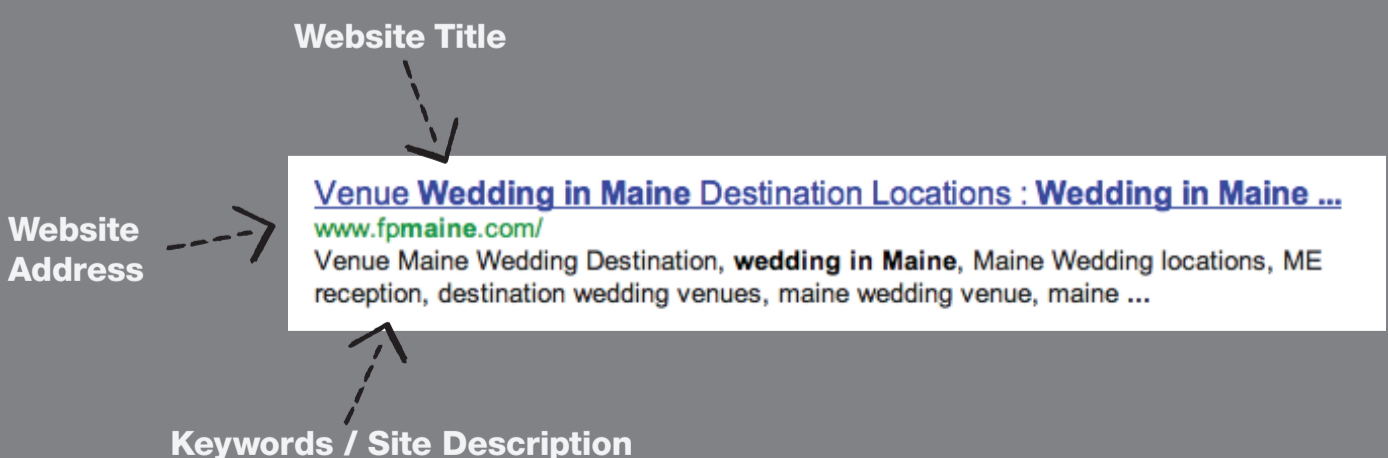 Website Title
Venue Wedding in Maine Destination Locations : Wedding in Maine ...
www.fpmaine.com/
Venue Maine Wedding Destination, wedding in Maine, Maine Wedding locations, ME
reception, destination wedding venues, maine wedding venue, maine ...
Website
Address
Keywords / Site Description